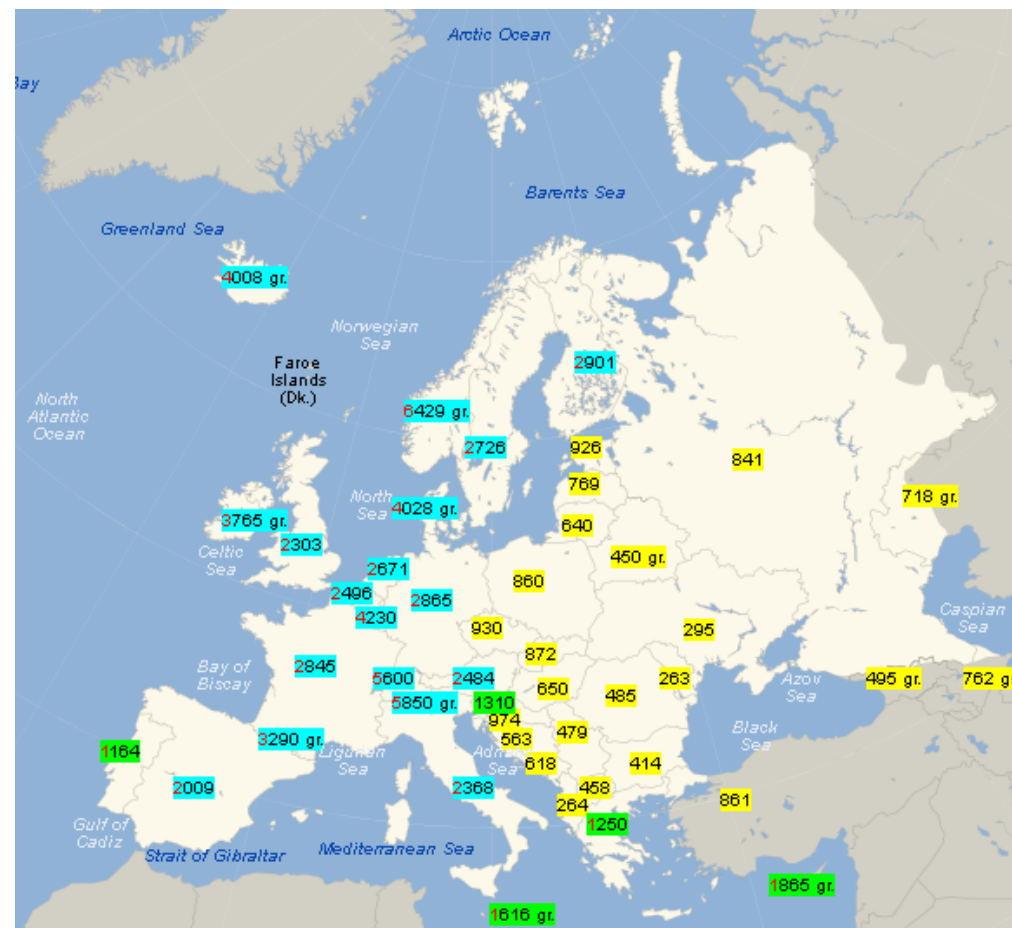 Arctic Ocean
Bay
Barents Sea
Greenland Sea
4008 gr.
Norwegian
Sea
Faroe
Islands
(Dk.)
2901
North
Atlantic
Ocean
6429 gr.
2726
926
841
769
718 gr.
North
Sea
4028 gr.
3765 gr.
640
2303
Celtic
Sea
450 gr.
2671
860
2496
2865
4230
930
295
Caspian
Sea
872
2845
Bay of
Biscay
5600
2484
263
Azov
Sea
495 gr.
762 g
650
485
5850 gr.
1310
974
479
563
Black
Sea
3290 gr.
Ligurian
Sea
Adria
Sea
1164
618
414
2009
2368
458
264
861
1250
Gulf of
Cadiz
Strait of Gibraltar
Mediterranean Sea
1865 gr.
1616 gr.